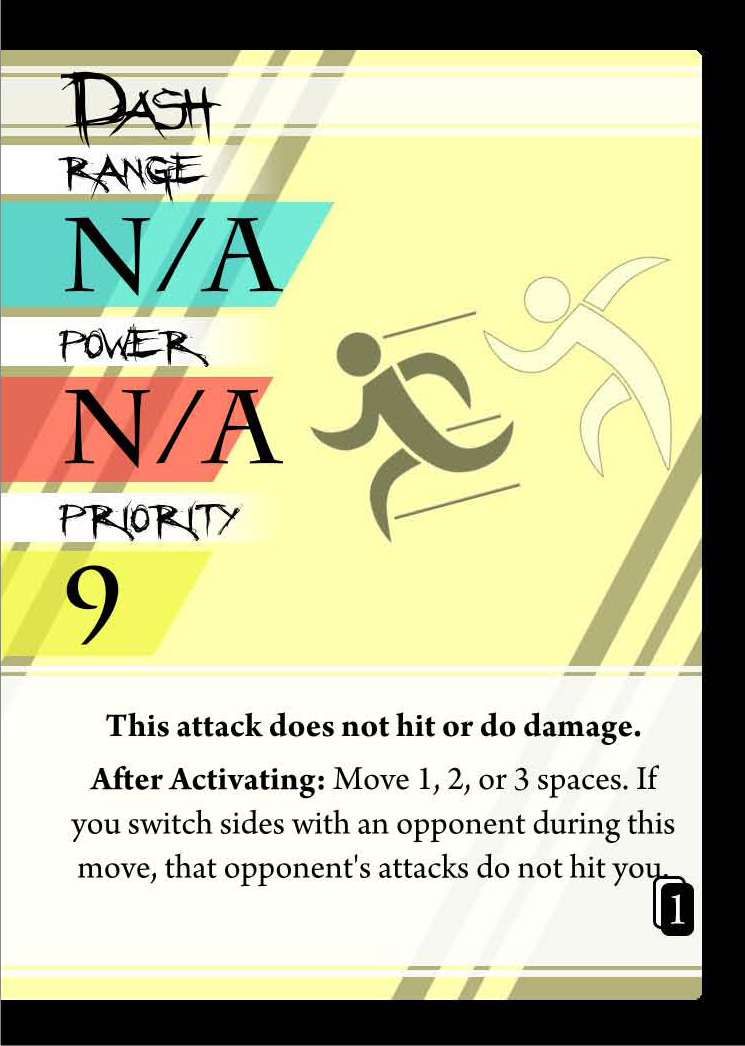 Dash
RANGE
N/A
POWER
N/A
PRIORITY
9
This attack does not hit or do damage.
After Activating: Move 1, 2, or 3 spaces. If
you switch sides with an opponent during this
move, that opponent's attacks do not hit you.
1